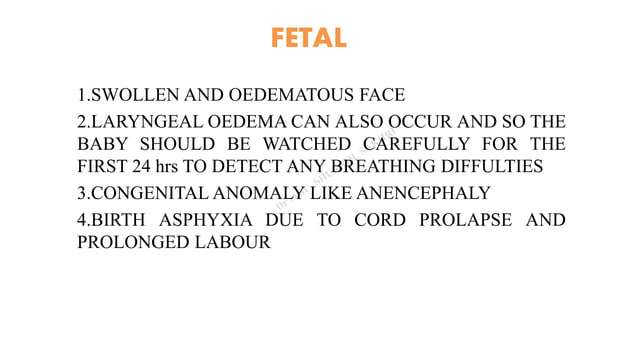 FETAL
1.SWOLLEN AND OEDEMATOUS FACE
2.LARYNGEAL OEDEMA CAN ALSO OCCUR AND SO THE
BABY SHOULD BE WATCHED CAREFULLY FOR THE
FIRST 24 hrs TO DETECT ANY BREATHING DIFFULTIES
3.CONGENITAL ANOMALY LIKE ANENCEPHALY
4.BIRTH ASPHYXIA DUE TO CORD PROLAPSE AND
PROLONGED LABOUR